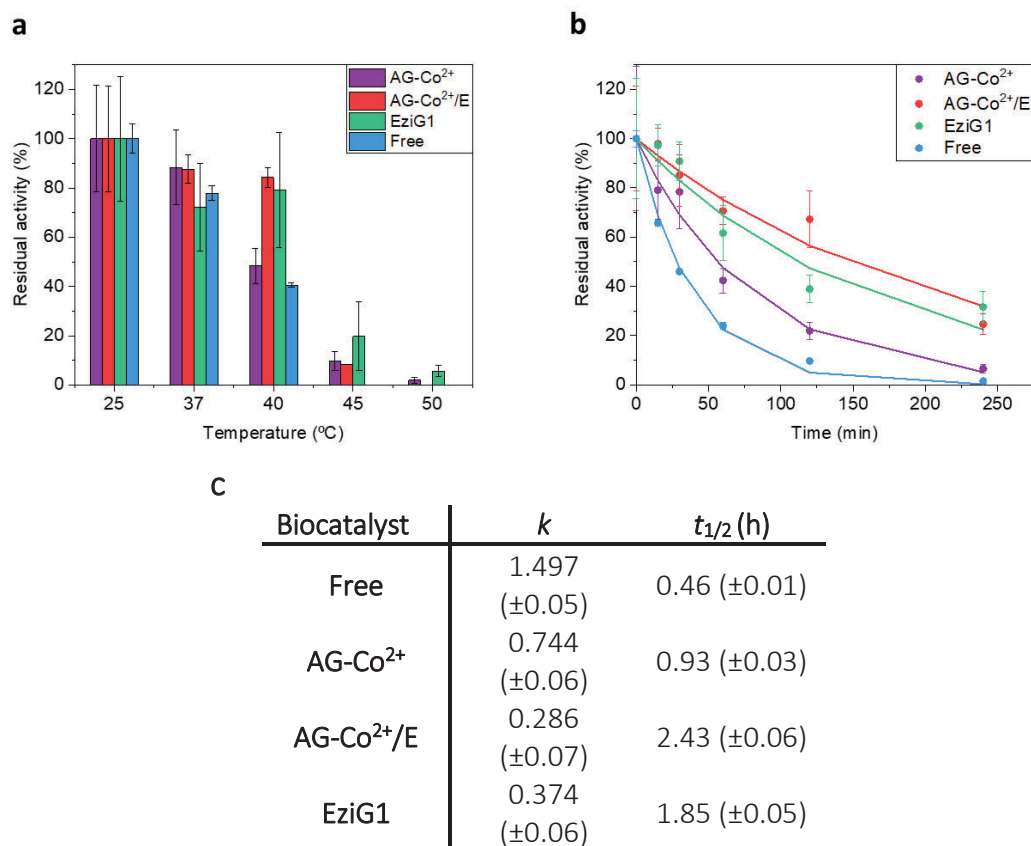 a
b
120
100
80
60
40
20
0
Residual activity (%)
25 37 40 45 50
Temperature (ºC)
AG-Co²⁺
AG-Co²⁺/E
EziG1
Free
120
100
80
60
40
20
0
Residual activity (%)
0 50 100 150 200 250
Time (min)
AG-Co²⁺
AG-Co²⁺/E
EziG1
Free
c
Biocatalyst k t1/2 (h)
Free 1.497 (±0.05) 0.46 (±0.01)
AG-Co²⁺ 0.744 (±0.06) 0.93 (±0.03)
AG-Co²⁺/E 0.286 (±0.07) 2.43 (±0.06)
EziG1 0.374 (±0.06) 1.85 (±0.05)